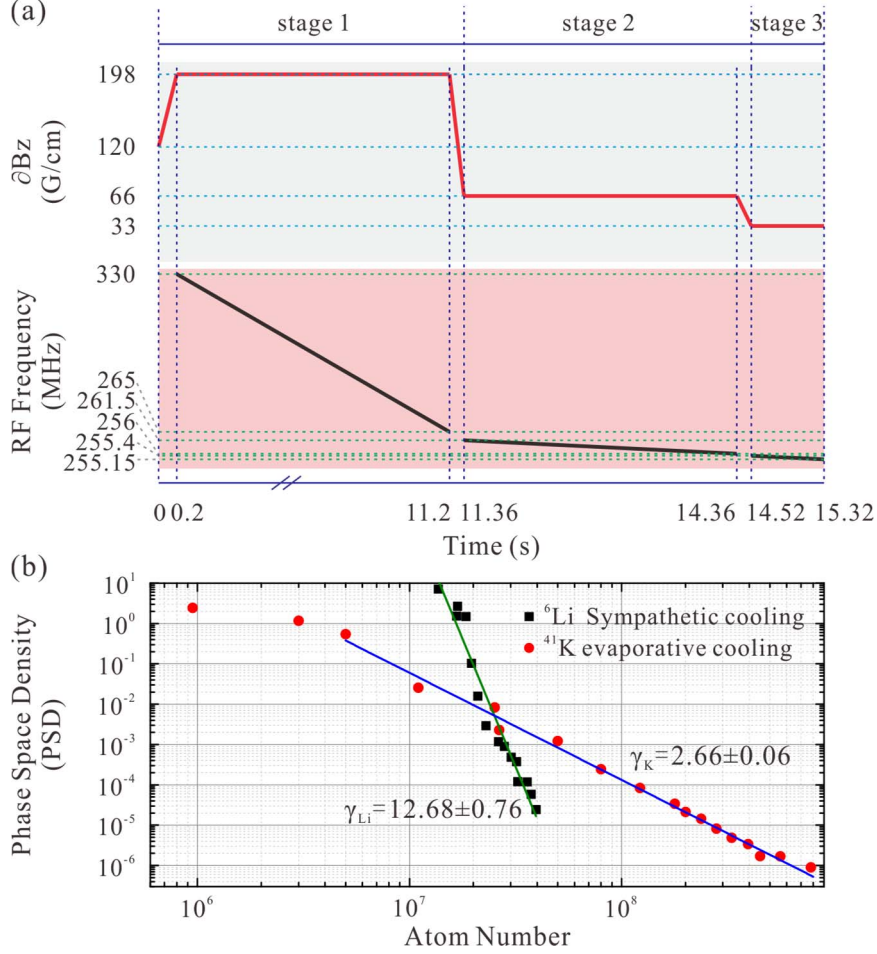 (a)
stage 1 stage 2 stage 3
∂Bz
(G/cm)
198
120
66
33
RF Frequency
(MHz)
330
265
261.5
256
255.4
255.15
0 0.2 11.2 11.36 14.36 14.52 15.32
Time (s)
(b)
Phase Space Density
(PSD)
10¹
10⁰
10⁻¹
10⁻²
10⁻³
10⁻⁴
10⁻⁵
10⁻⁶
⁶Li Sympathetic cooling
⁴¹K evaporative cooling
γ_K=2.66±0.06
γ_Li=12.68±0.76
10⁶ 10⁷ 10⁸
Atom Number